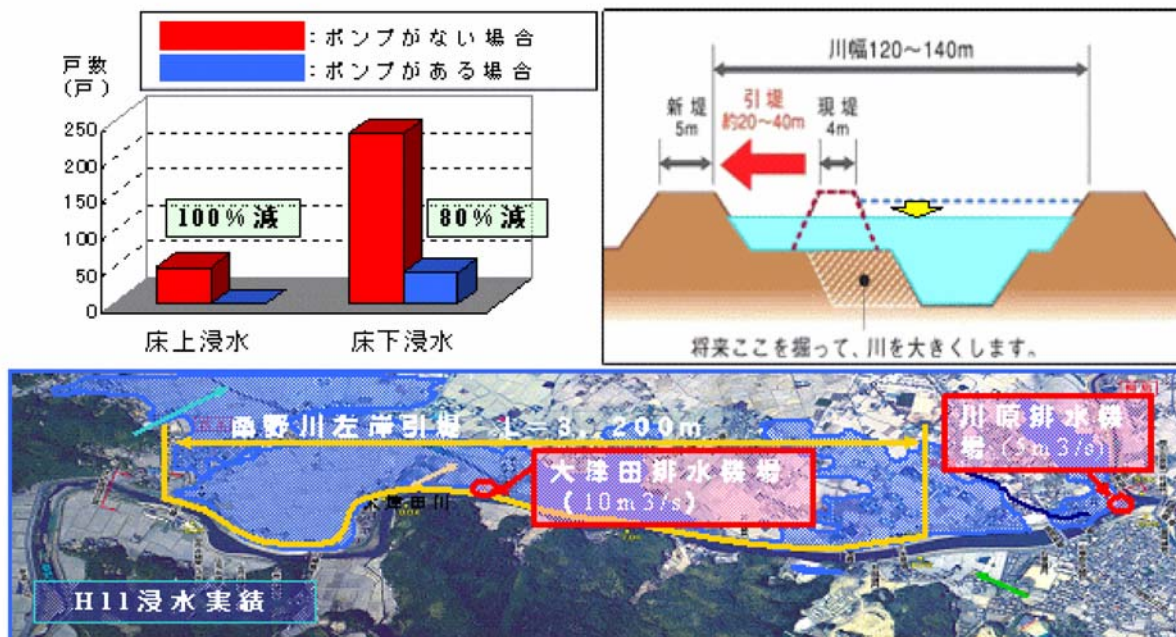 :ポンプがない場合
:ポンプがある場合
戸数
(戸)
250
200
150
100
50
0
100%減
80%減
床上浸水
床下浸水
川幅120～140m
新堤
5m
引堤
約20～40m
現堤
4m
将来ここを掘って、川を大きくします。
桑野川左岸引堤 L=3,200m
川原排水機
場(5m3/s)
大津田排水機場
(10m3/s)
大津田川
H11浸水実績